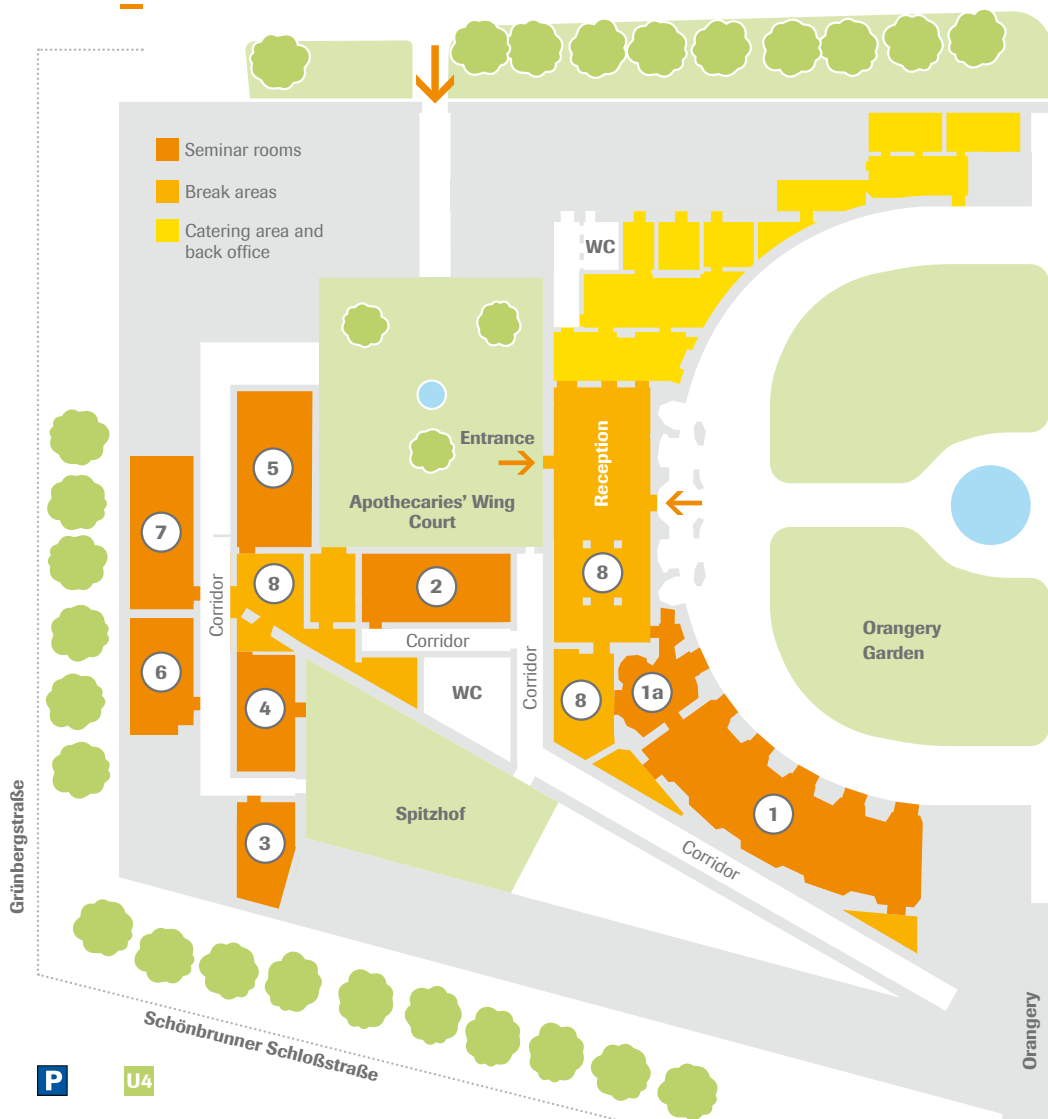 Seminar rooms
Break areas
Catering area and
back office
WC
Entrance
Reception
Apothecaries' Wing
Court
5
7
8
2
8
Corridor
Corridor
Corridor
Orangery
Garden
6
4
WC
8
1a
Spitzhof
1
3
Corridor
Grünbergstraße
Schönbrunner Schloßstraße
Orangery
P
U4